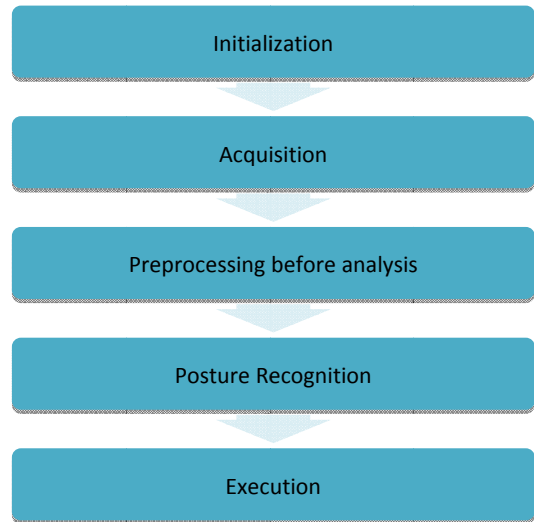 Initialization
Acquisition
Preprocessing before analysis
Posture Recognition
Execution